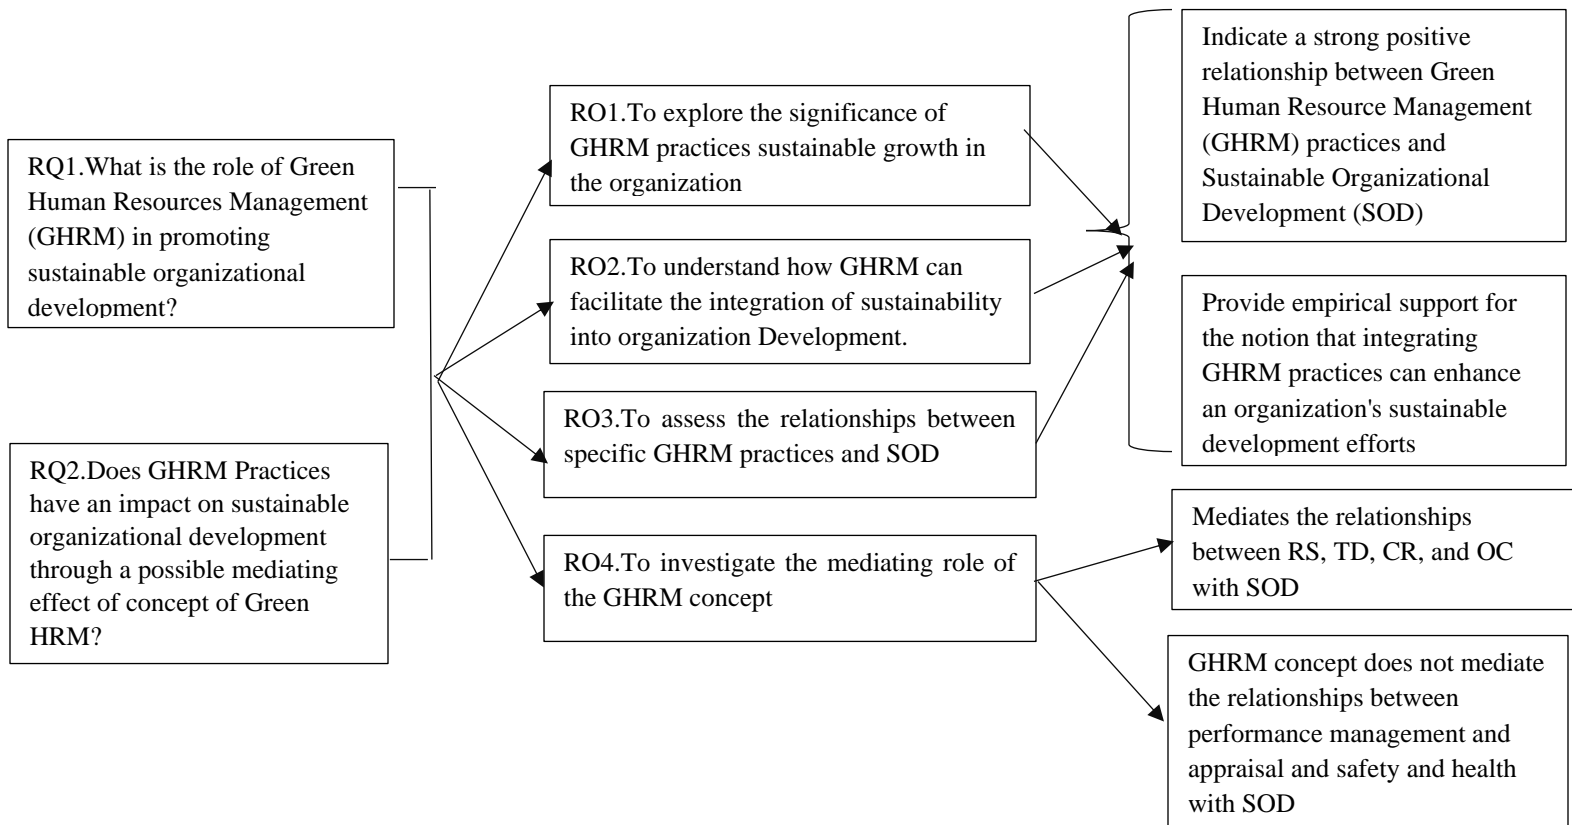 RQ1.What is the role of Green
Human Resources Management
(GHRM) in promoting
sustainable organizational
development?
RQ2.Does GHRM Practices
have an impact on sustainable
organizational development
through a possible mediating
effect of concept of Green
HRM?
RO1.To explore the significance of
GHRM practices sustainable growth in
the organization
RO2.To understand how GHRM can
facilitate the integration of sustainability
into organization Development.
RO3.To assess the relationships between
specific GHRM practices and SOD
RO4.To investigate the mediating role of
the GHRM concept
Indicate a strong positive
relationship between Green
Human Resource Management
(GHRM) practices and
Sustainable Organizational
Development (SOD)
Provide empirical support for
the notion that integrating
GHRM practices can enhance
an organization's sustainable
development efforts
Mediates the relationships
between RS, TD, CR, and OC
with SOD
GHRM concept does not mediate
the relationships between
performance management and
appraisal and safety and health
with SOD